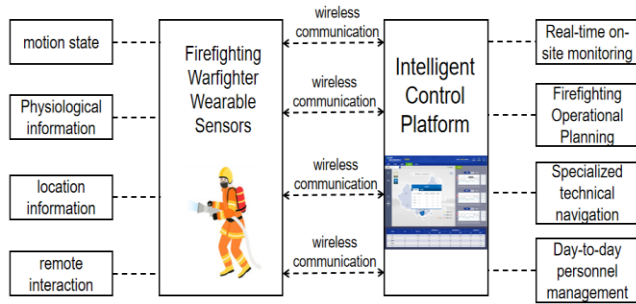 motion state
Physiological
information
location
information
remote
interaction
Firefighting
Warfighter
Wearable
Sensors
wireless
communication
wireless
communication
wireless
communication
wireless
communication
Intelligent
Control
Platform
Real-time on-
site monitoring
Firefighting
Operational
Planning
Specialized
technical
navigation
Day-to-day
personnel
management